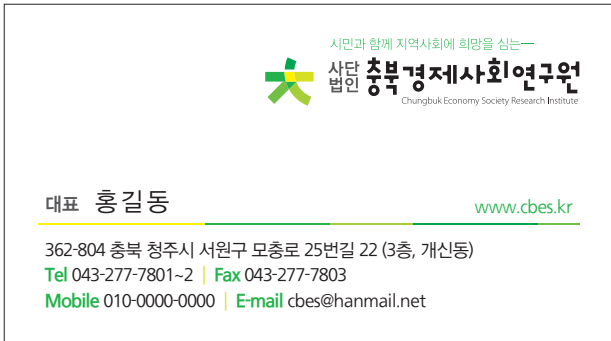 시민과 함께 지역사회에 희망을 심는
사단법인 충북경제사회연구원
Chungbuk Economy Society Research Institute
대표 홍길동
www.cbes.kr
362-804 충북 청주시 서원구 모충로 25번길 22 (3층, 개신동)
Tel 043-277-7801~2 | Fax 043-277-7803
Mobile 010-0000-0000 | E-mail cbes@hanmail.net